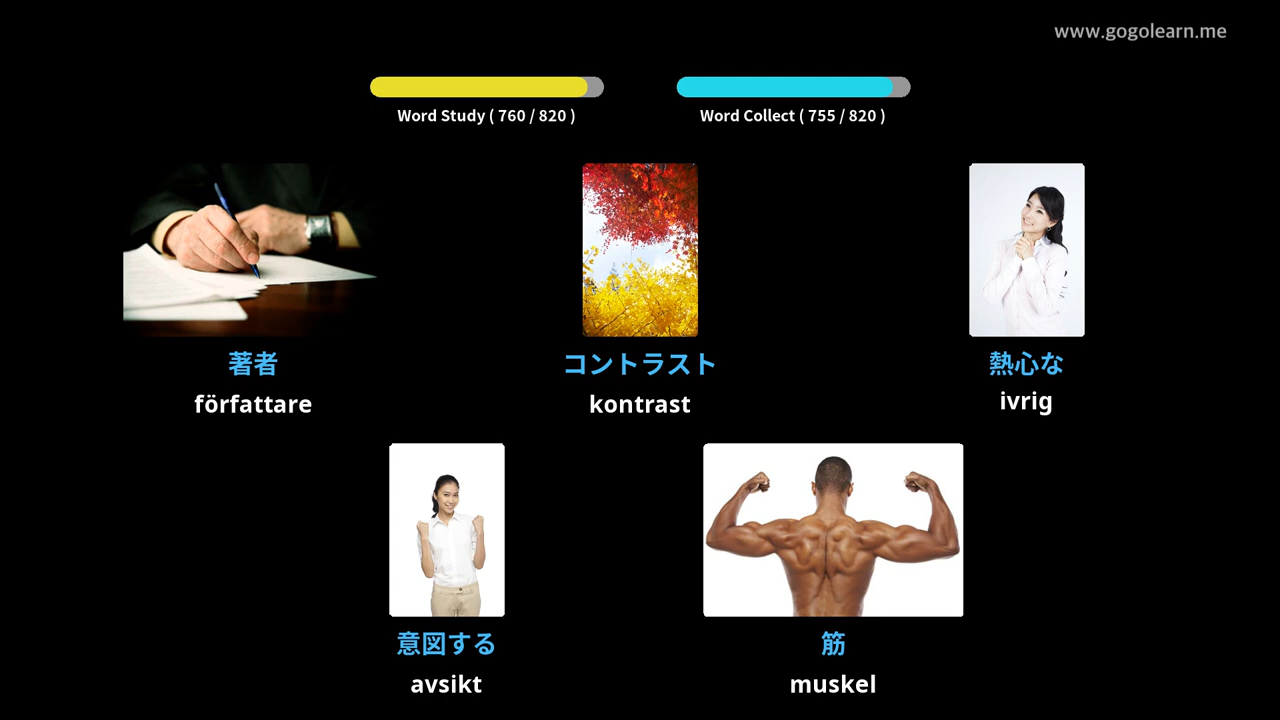 www.gogolearn.me
Word Study ( 760 / 820 )
Word Collect ( 755 / 820 )
著者
författare
コントラスト
kontrast
熱心な
ivrig
意図する
avsikt
筋
muskel